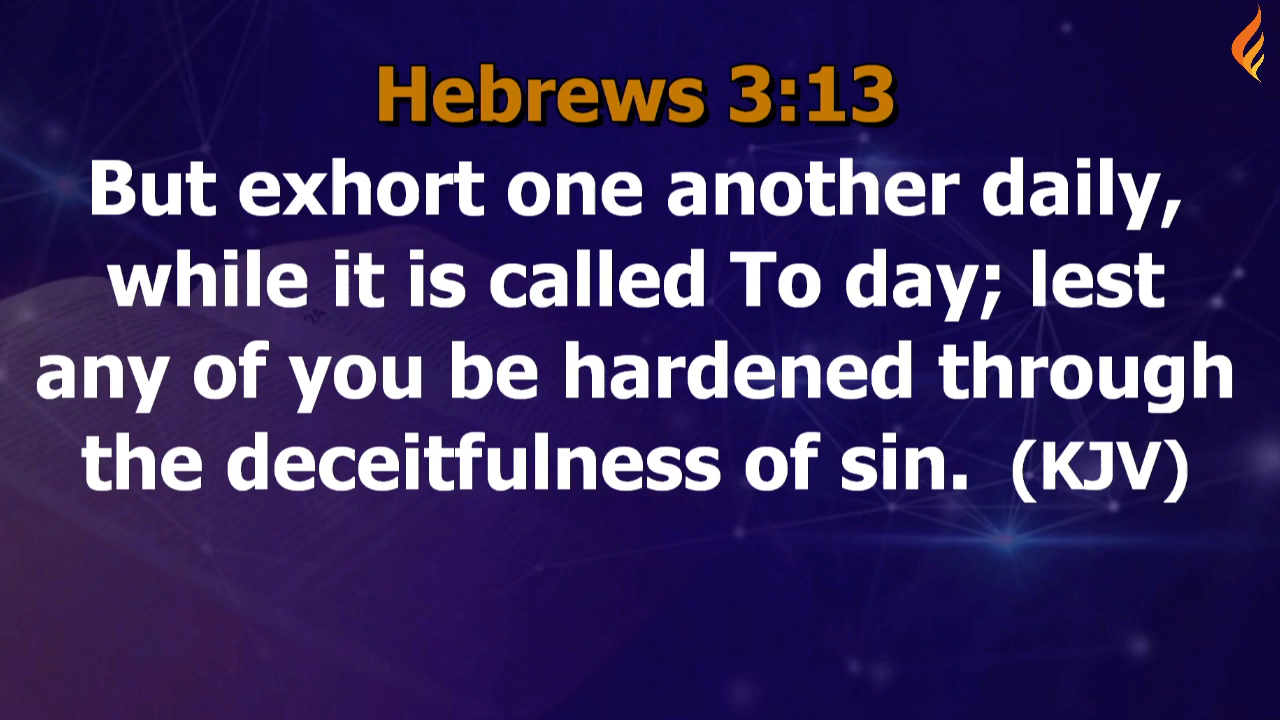 Hebrews 3:13
But exhort one another daily,
while it is called To day; lest
any of you be hardened through
the deceitfulness of sin. (KJV)